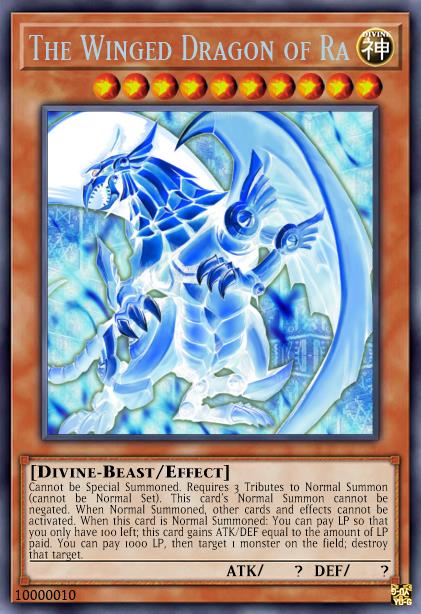 THE WINGED DRAGON OF RA
DIVINE
神
[DIVINE-BEAST/EFFECT]
Cannot be Special Summoned. Requires 3 Tributes to Normal Summon
(cannot be Normal Set). This card's Normal Summon cannot be
negated. When Normal Summoned, other cards and effects cannot be
activated. When this card is Normal Summoned: You can pay LP so that
you only have 100 left; this card gains ATK/DEF equal to the amount of LP
paid. You can pay 1000 LP, then target 1 monster on the field; destroy
that target.
ATK/ ? DEF/ ?
10000010